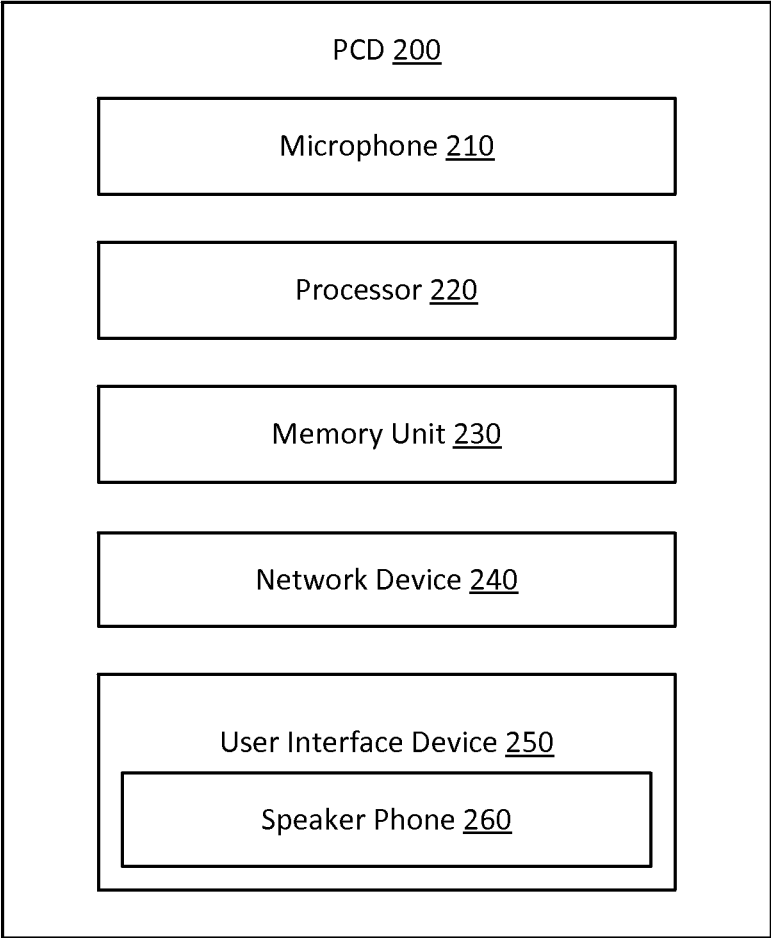 PCD 200
Microphone 210
Processor 220
Memory Unit 230
Network Device 240
User Interface Device 250
Speaker Phone 260